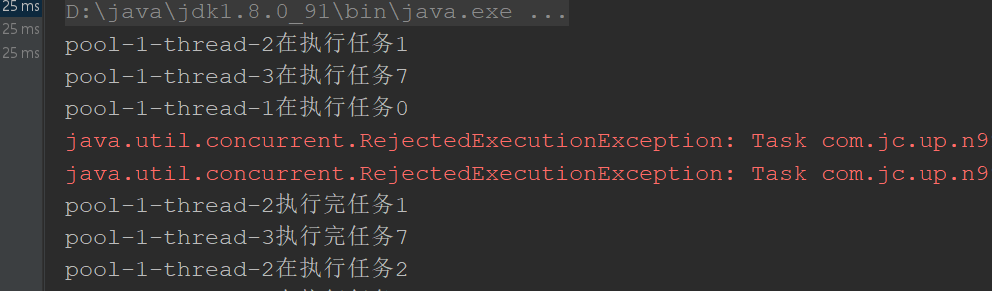 25 ms
25 ms
25 ms
D:\java\jdk1.8.0_91\bin\java.exe ...
pool-1-thread-2在执行任务1
pool-1-thread-3在执行任务7
pool-1-thread-1在执行任务0
java.util.concurrent.RejectedExecutionException: Task com.jc.up.n9
java.util.concurrent.RejectedExecutionException: Task com.jc.up.n9
pool-1-thread-2执行完任务1
pool-1-thread-3执行完任务7
pool-1-thread-2在执行任务2